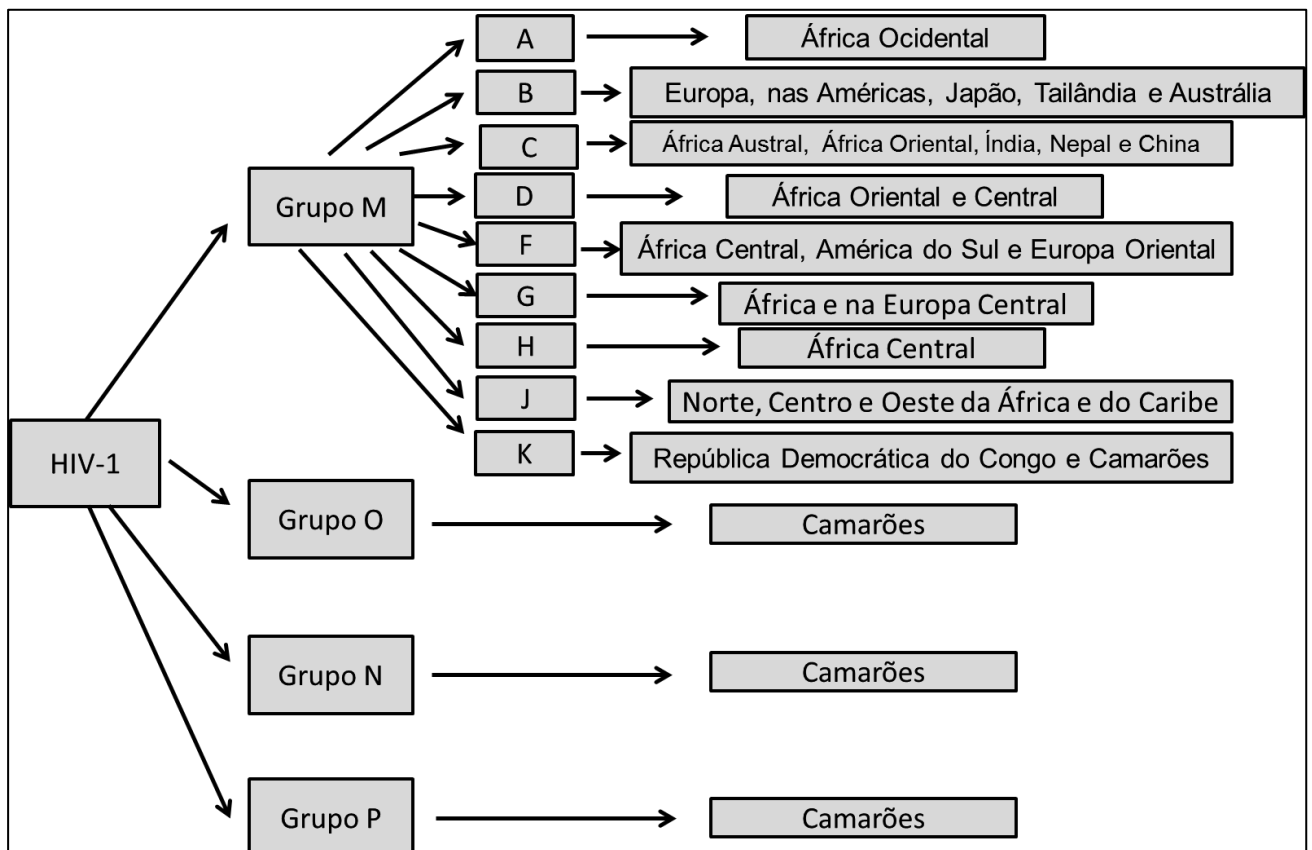 A
África Ocidental
B
Europa, nas Américas, Japão, Tailândia e Austrália
C
África Austral, África Oriental, Índia, Nepal e China
Grupo M
D
África Oriental e Central
F
África Central, América do Sul e Europa Oriental
G
África e na Europa Central
H
África Central
J
Norte, Centro e Oeste da África e do Caribe
K
República Democrática do Congo e Camarões
HIV-1
Grupo O
Camarões
Grupo N
Camarões
Grupo P
Camarões